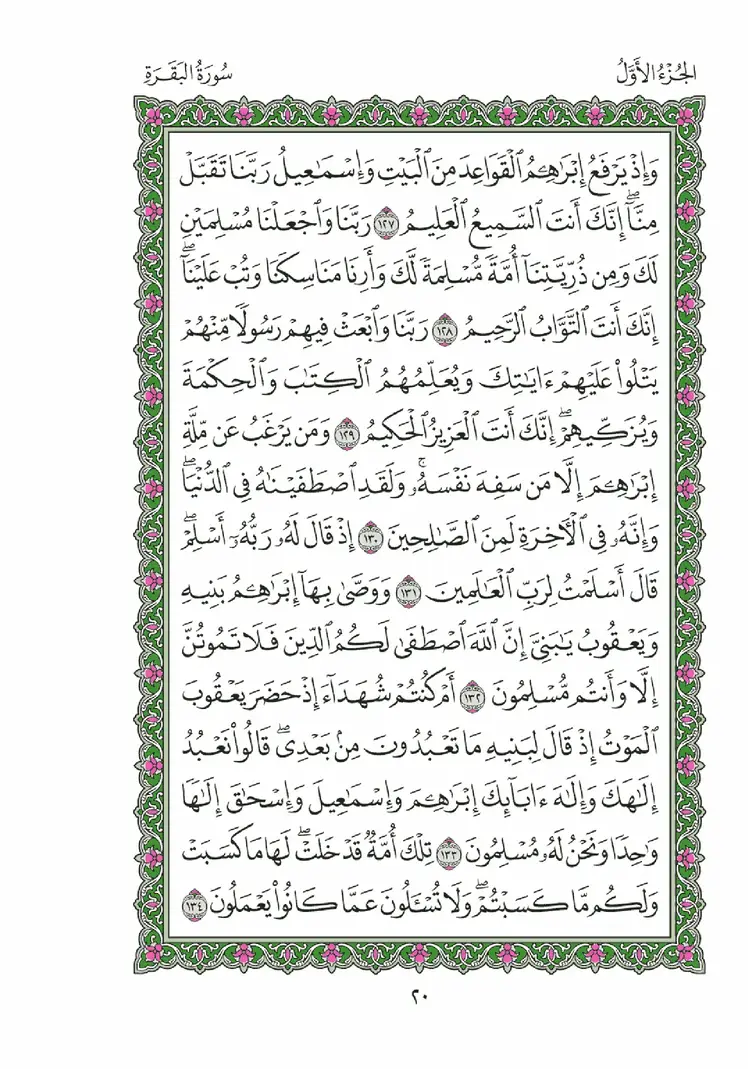 الجُزْءُ الأَوَّلُ
سُورَةُ البَقَرَةِ
وَإِذۡ يَرۡفَعُ إِبۡرَٰهِـۧمُ ٱلۡقَوَاعِدَ مِنَ ٱلۡبَيۡتِ وَإِسۡمَٰعِيلُ رَبَّنَا تَقَبَّلۡ
مِنَّآۖ إِنَّكَ أَنتَ ٱلسَّمِيعُ ٱلۡعَلِيمُ ١٢٧ رَبَّنَا وَٱجۡعَلۡنَا مُسۡلِمَيۡنِ
لَكَ وَمِن ذُرِّيَّتِنَآ أُمَّةٗ مُّسۡلِمَةٗ لَّكَ وَأَرِنَا مَنَاسِكَنَا وَتُبۡ عَلَيۡنَآۖ
إِنَّكَ أَنتَ ٱلتَّوَّابُ ٱلرَّحِيمُ ١٢٨ رَبَّنَا وَٱبۡعَثۡ فِيهِمۡ رَسُولٗا مِّنۡهُمۡ
يَتۡلُواْ عَلَيۡهِمۡ ءَايَٰتِكَ وَيُعَلِّمُهُمُ ٱلۡكِتَٰبَ وَٱلۡحِكۡمَةَ
وَيُزَكِّيهِمۡۖ إِنَّكَ أَنتَ ٱلۡعَزِيزُ ٱلۡحَكِيمُ ١٢٩ وَمَن يَرۡغَبُ عَن مِّلَّةِ
إِبۡرَٰهِـۧمَ إِلَّا مَن سَفِهَ نَفۡسَهُۥۚ وَلَقَدِ ٱصۡطَفَيۡنَٰهُ فِي ٱلدُّنۡيَاۖ
وَإِنَّهُۥ فِي ٱلۡأٓخِرَةِ لَمِنَ ٱلصَّٰلِحِينَ ١٣٠ إِذۡ قَالَ لَهُۥ رَبُّهُۥٓ أَسۡلِمۡۖ
قَالَ أَسۡلَمۡتُ لِرَبِّ ٱلۡعَٰلَمِينَ ١٣١ وَوَصَّىٰ بِهَآ إِبۡرَٰهِـۧمُ بَنِيهِ
وَيَعۡقُوبُ يَٰبَنِيَّ إِنَّ ٱللَّهَ ٱصۡطَفَىٰ لَكُمُ ٱلدِّينَ فَلَا تَمُوتُنَّ
إِلَّا وَأَنتُم مُّسۡلِمُونَ ١٣٢ أَمۡ كُنتُمۡ شُهَدَآءَ إِذۡ حَضَرَ يَعۡقُوبَ
ٱلۡمَوۡتُ إِذۡ قَالَ لِبَنِيهِ مَا تَعۡبُدُونَ مِنۢ بَعۡدِيۖ قَالُواْ نَعۡبُدُ
إِلَٰهَكَ وَإِلَٰهَ ءَابَآئِكَ إِبۡرَٰهِـۧمَ وَإِسۡمَٰعِيلَ وَإِسۡحَٰقَ إِلَٰهٗا
وَٰحِدٗا وَنَحۡنُ لَهُۥ مُسۡلِمُونَ ١٣٣ تِلۡكَ أُمَّةٞ قَدۡ خَلَتۡۖ لَهَا مَا كَسَبَتۡ
وَلَكُم مَّا كَسَبۡتُمۡۖ وَلَا تُسۡـَٔلُونَ عَمَّا كَانُواْ يَعۡمَلُونَ ١٣٤
٢٠